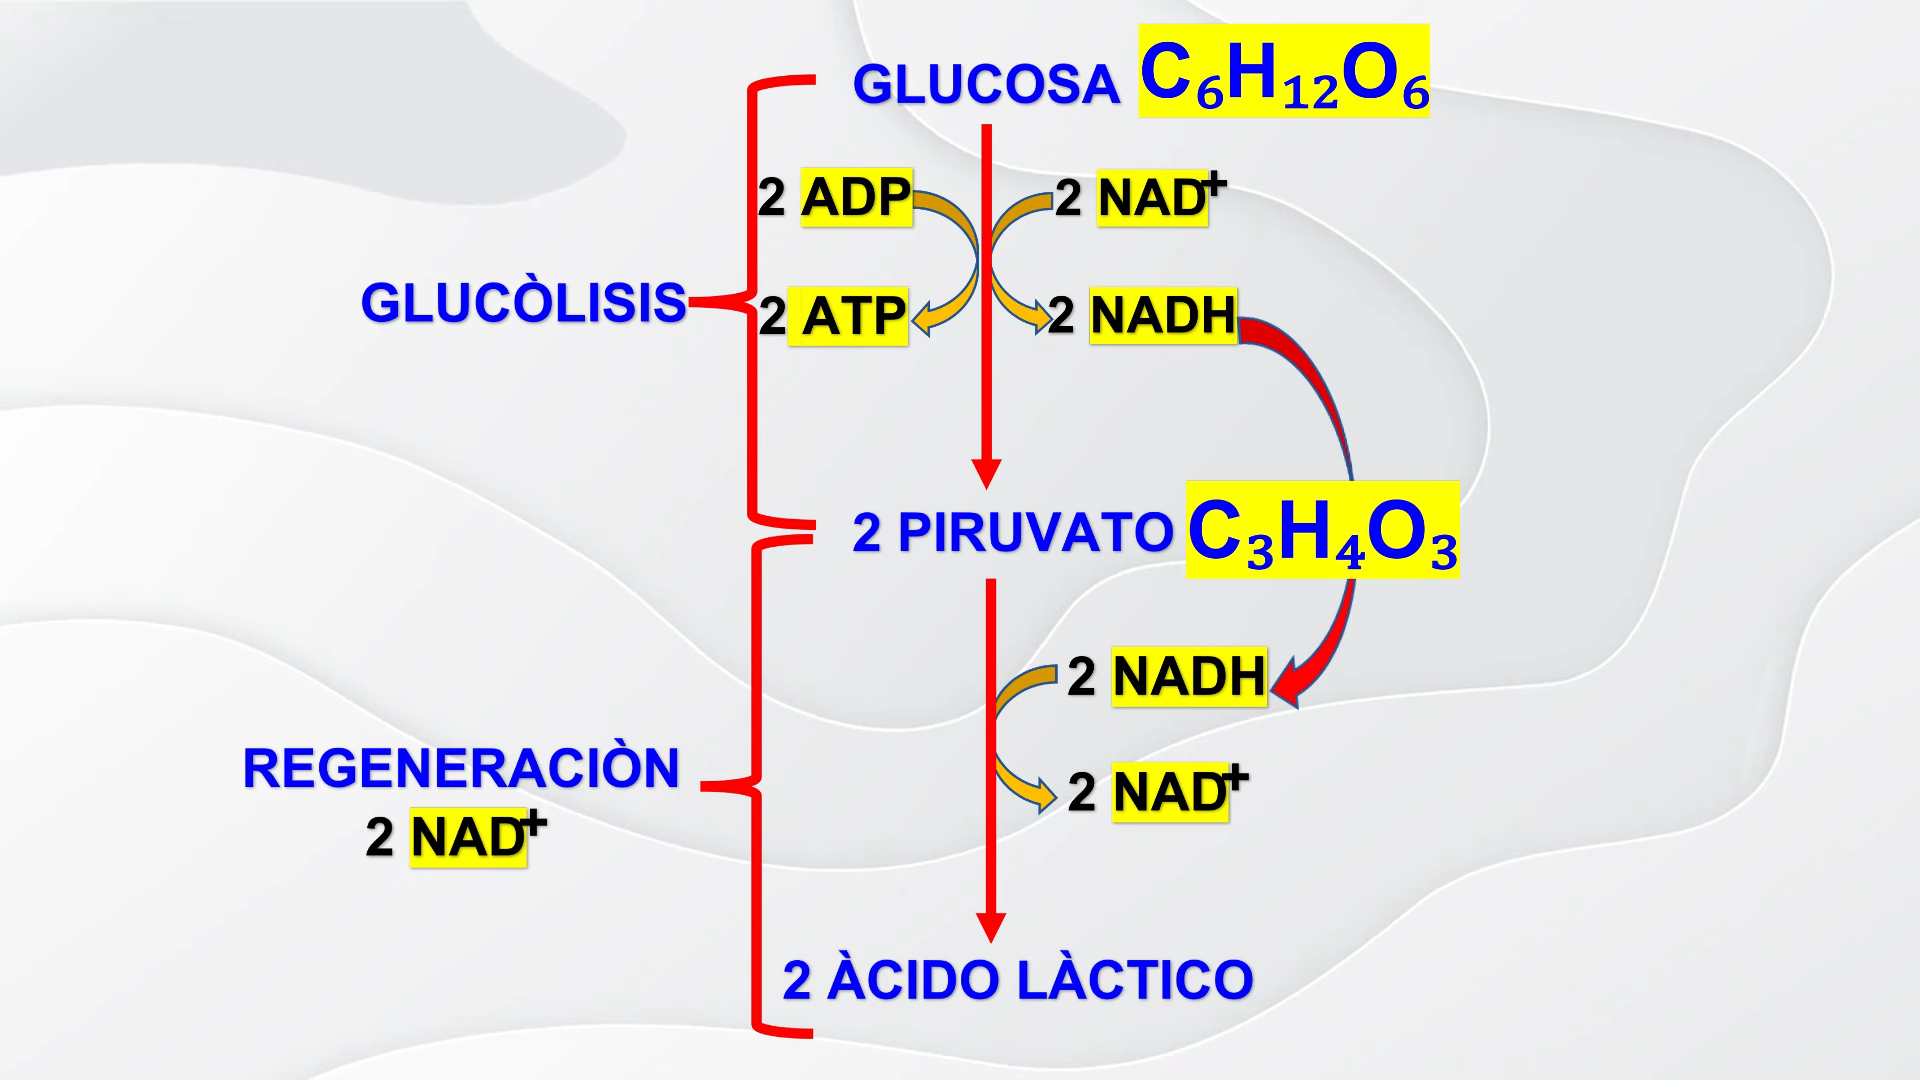 GLUCOSA C₆H₁₂O₆
2 ADP 2 NAD⁺
GLUCÒLISIS
2 ATP 2 NADH
2 PIRUVATO C₃H₄O₃
2 NADH
REGENERACIÒN
2 NAD⁺
2 NAD⁺
2 ÀCIDO LÀCTICO